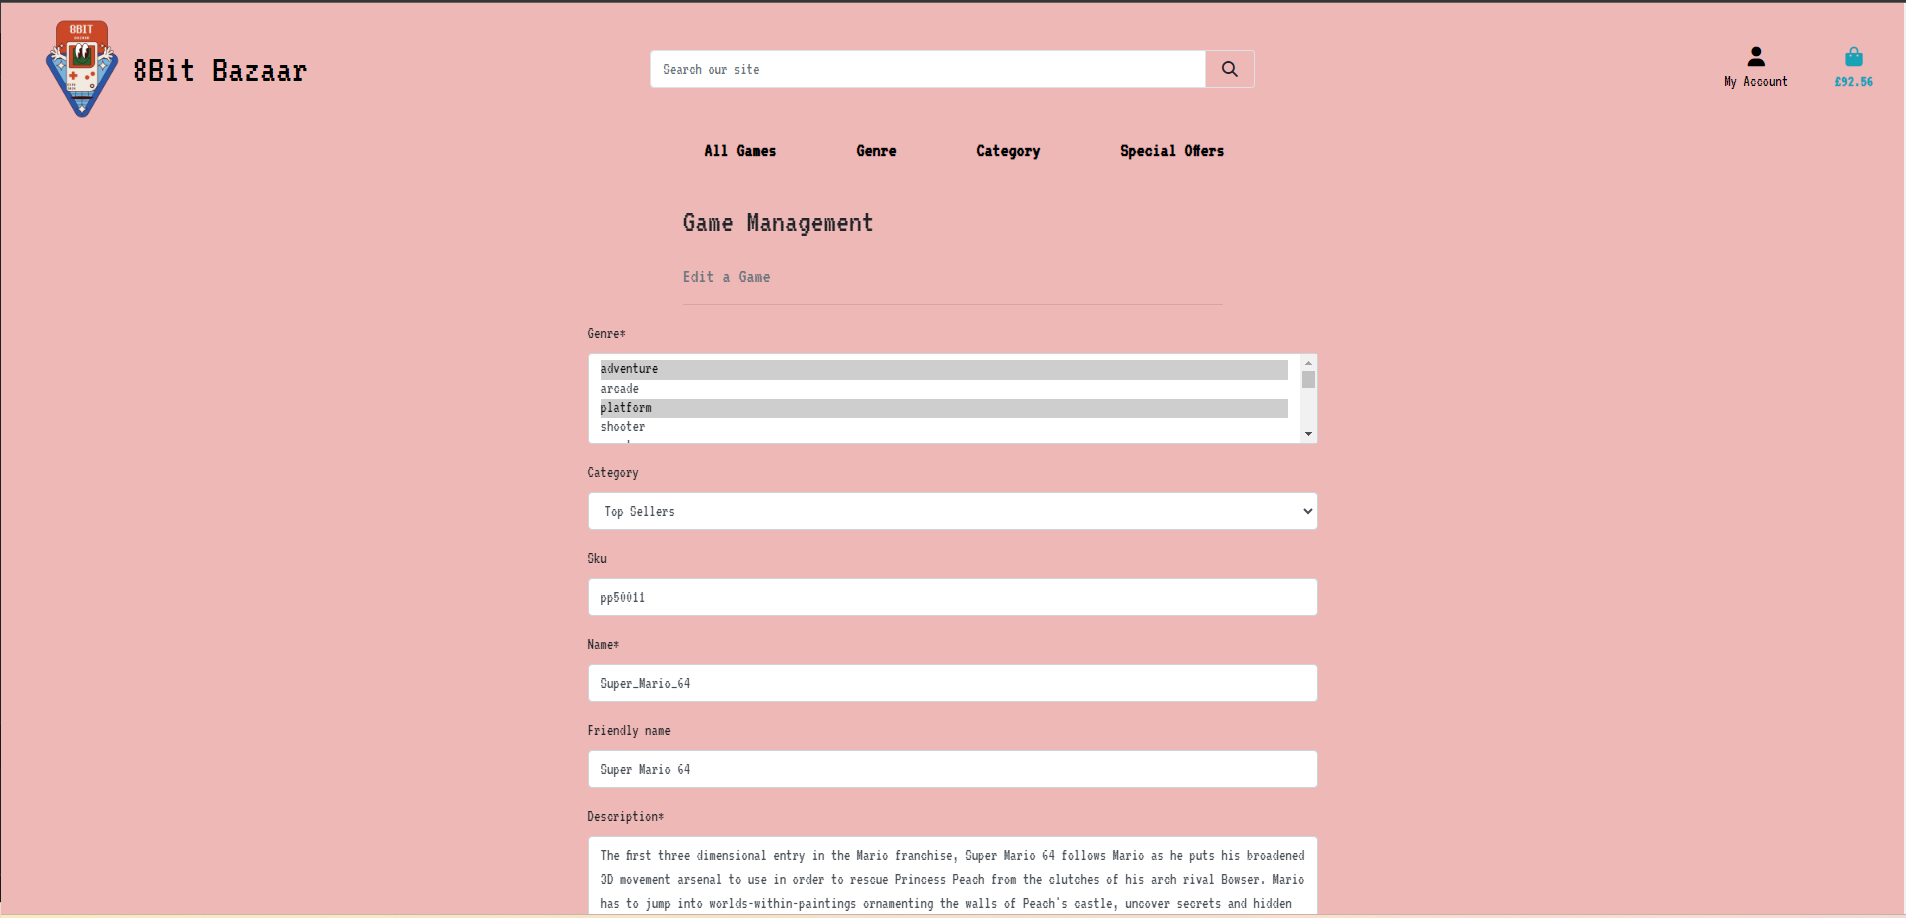 8BIT
8Bit Bazaar
Search our site
My Account
£92.56
All Games Genre Category Special Offers
Game Management
Edit a Game
Genre*
adventure
arcade
platform
shooter
Category
Top Sellers
Sku
pp50011
Name*
Super_Mario_64
Friendly name
Super Mario 64
Description*
The first three dimensional entry in the Mario franchise, Super Mario 64 follows Mario as he puts his broadened
3D movement arsenal to use in order to rescue Princess Peach from the clutches of his arch rival Bowser. Mario
has to jump into worlds-within-paintings ornamenting the walls of Peach's castle, uncover secrets and hidden